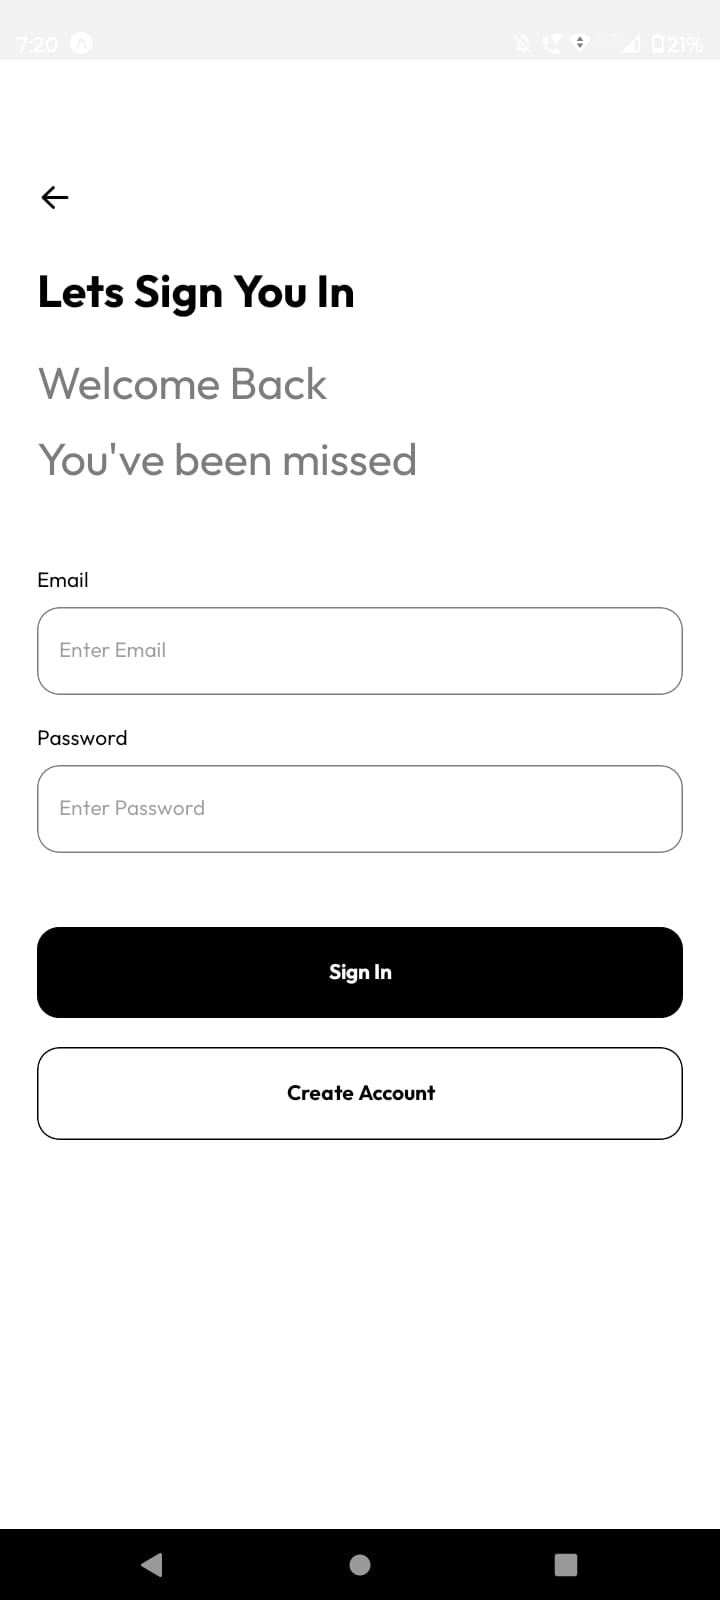 7:20
21%
Lets Sign You In
Welcome Back
You've been missed
Email
Enter Email
Password
Enter Password
Sign In
Create Account